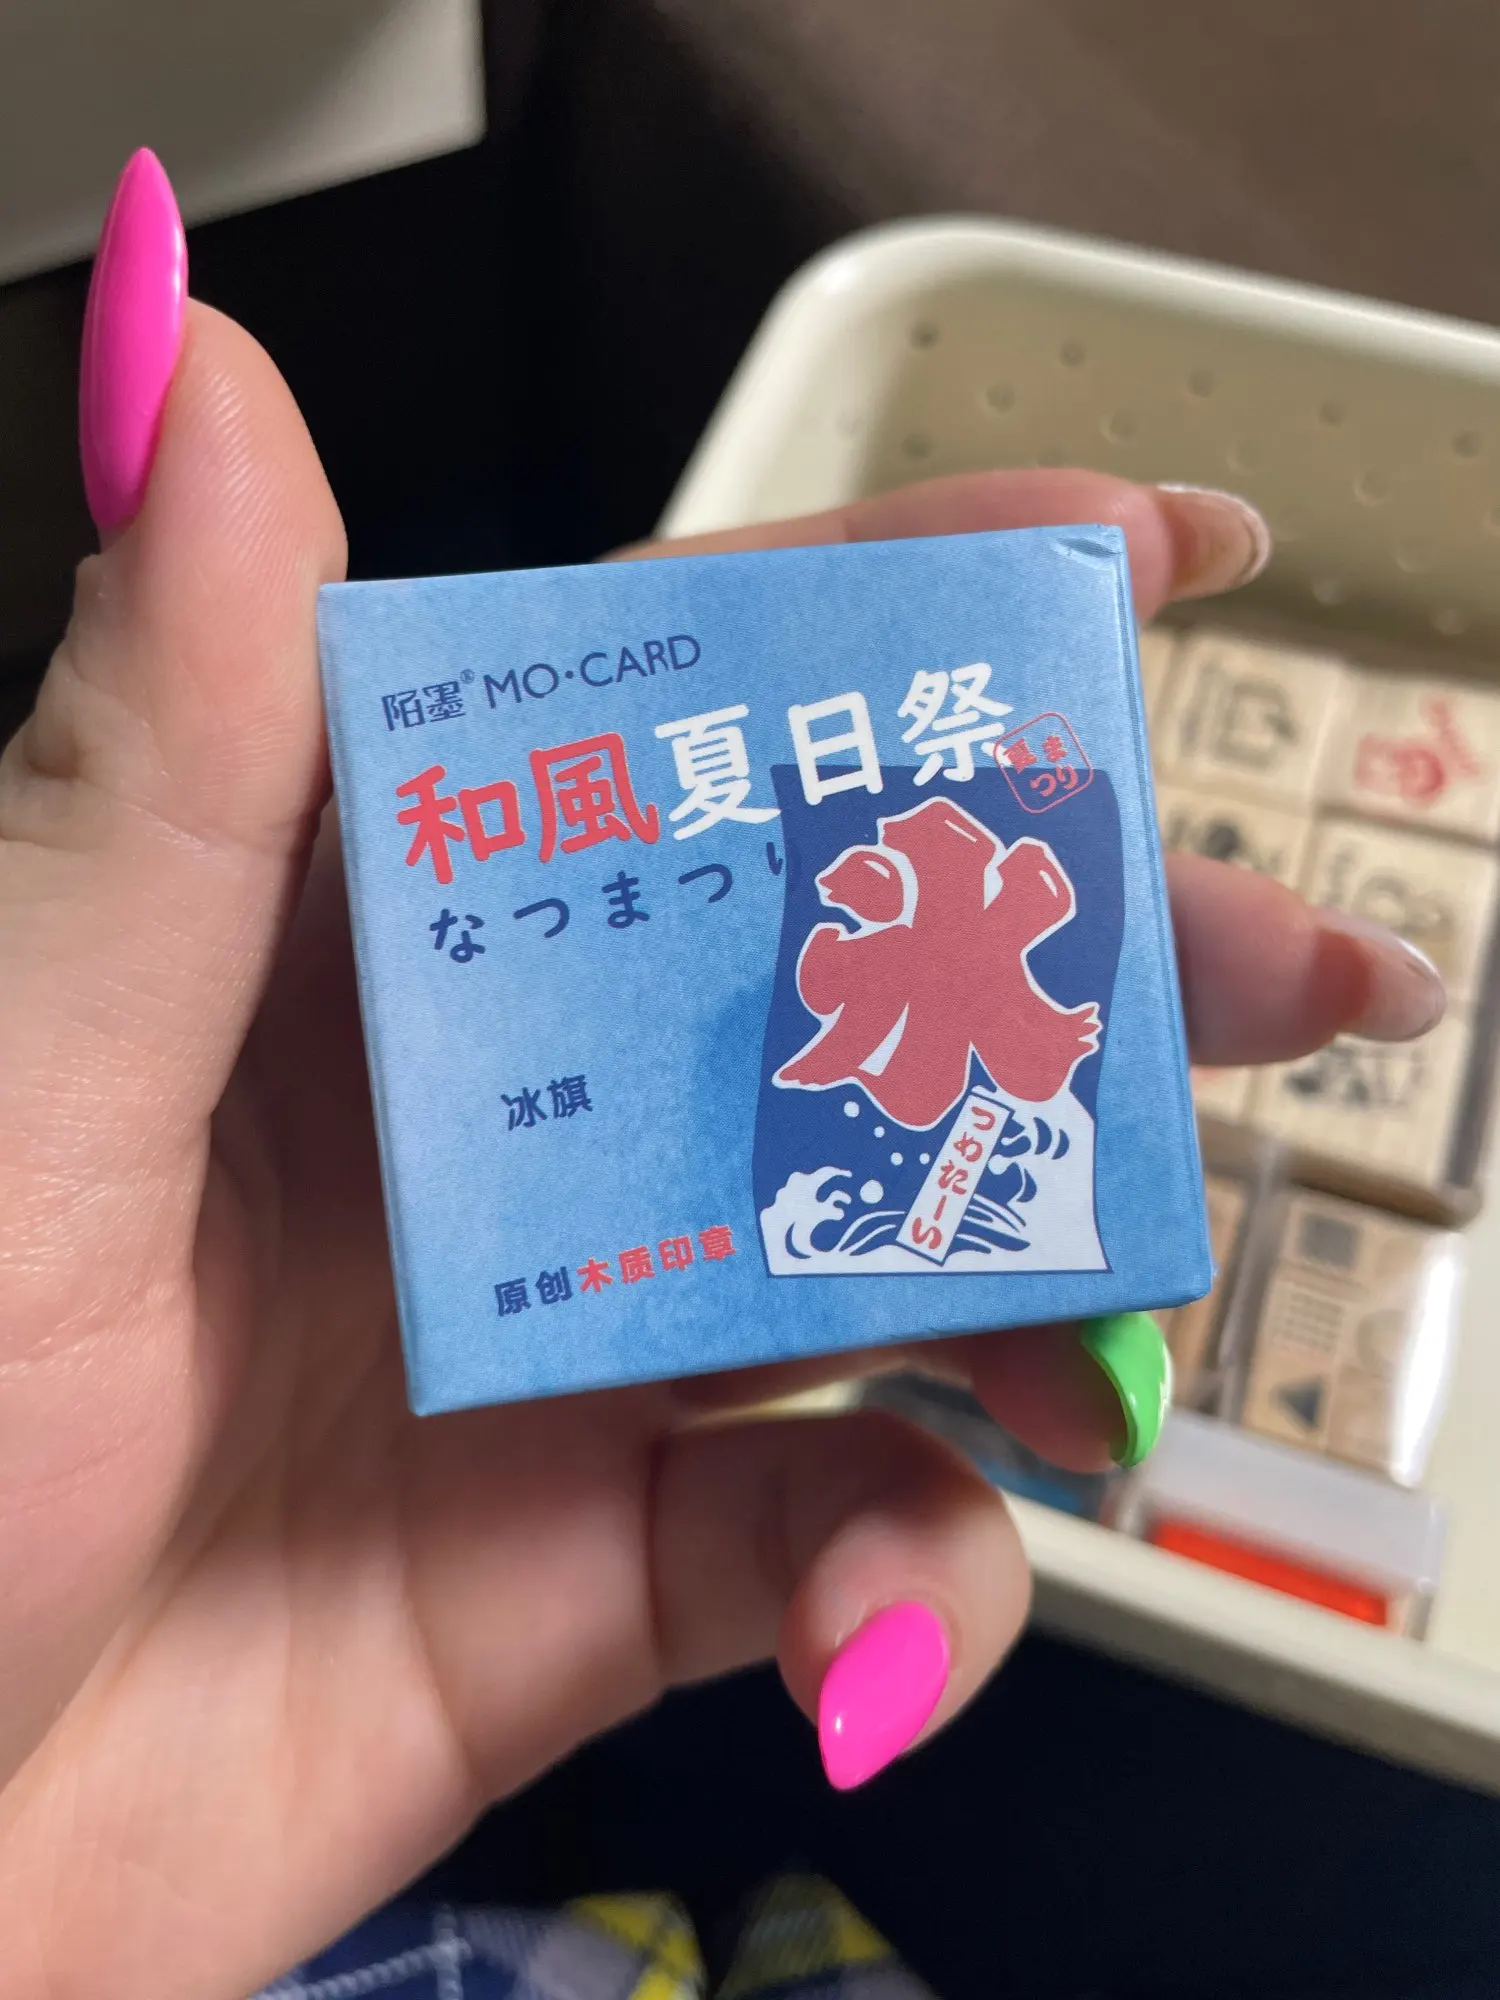 陌墨® MO·CARD
和風夏日祭
夏まつり
なつまつり
氷
冰旗
つめたーい
原创木质印章